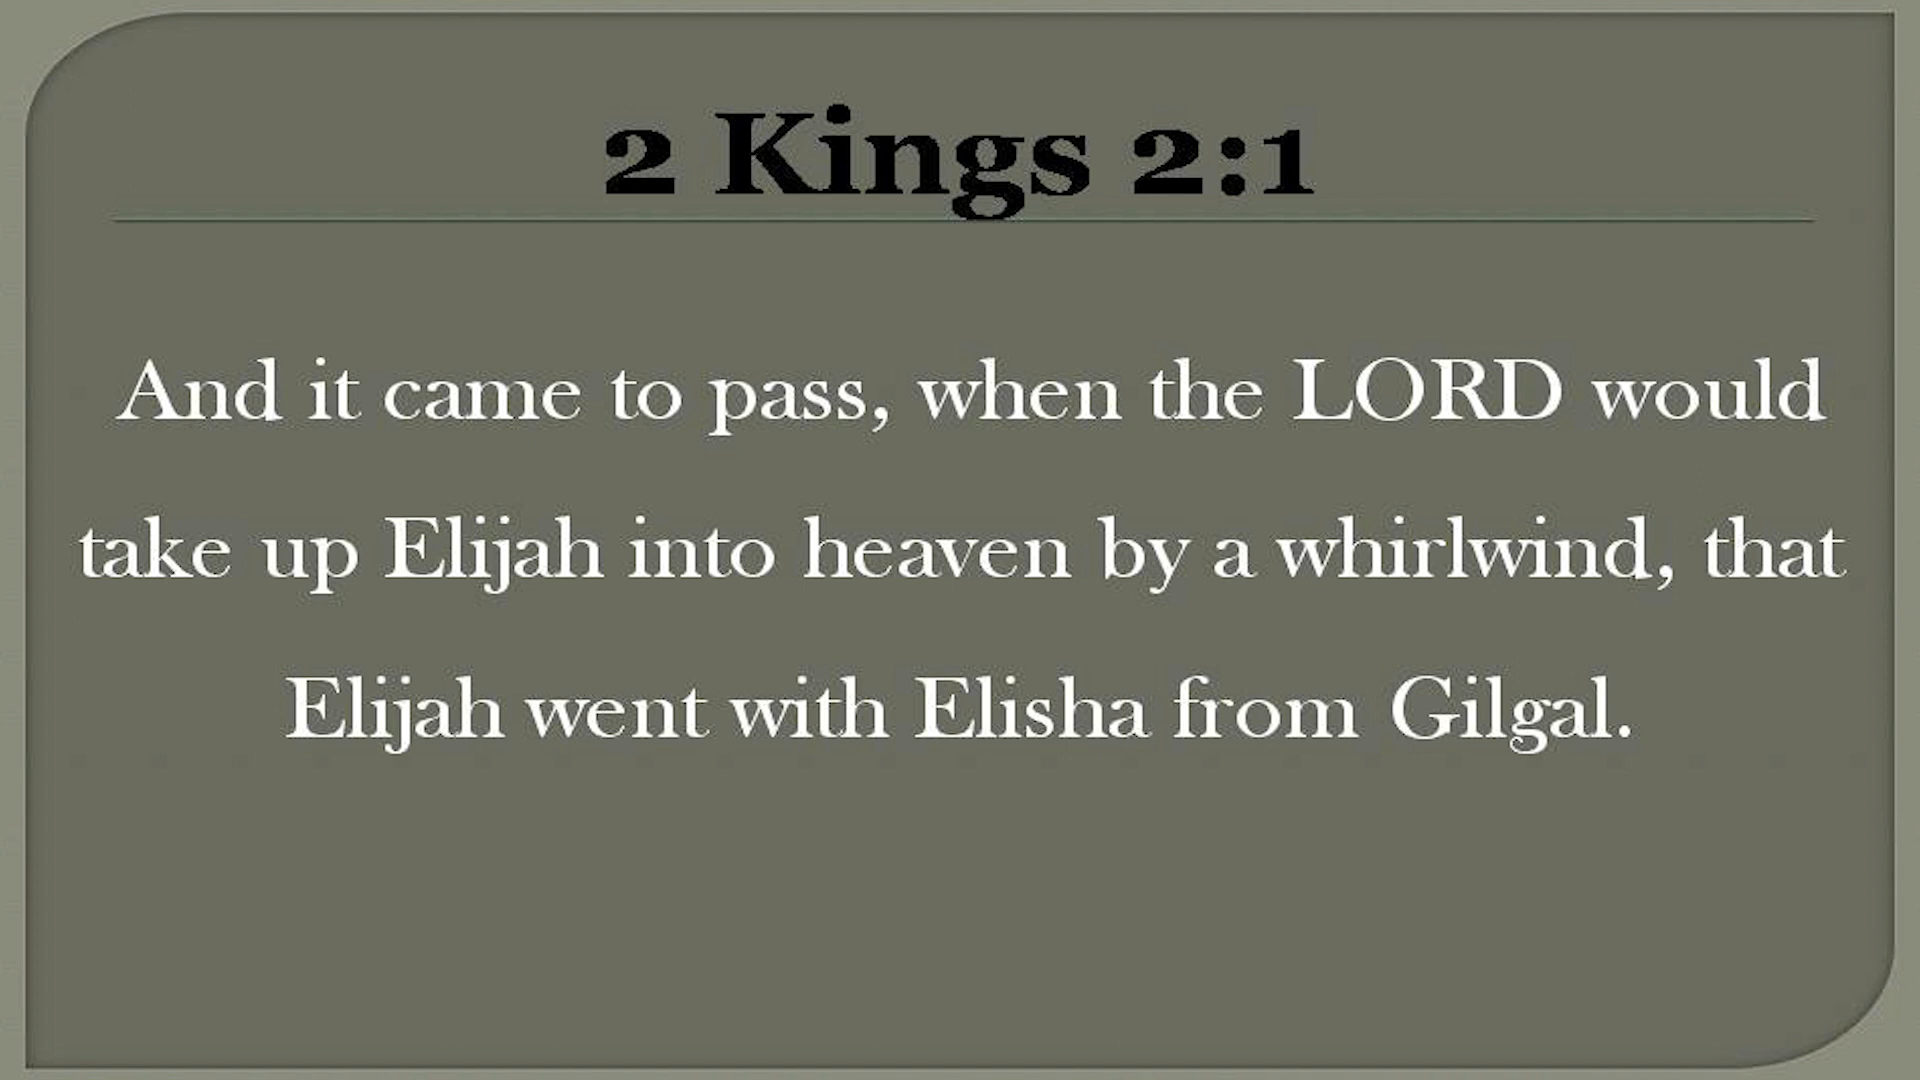 2 Kings 2:1
And it came to pass, when the LORD would
take up Elijah into heaven by a whirlwind, that
Elijah went with Elisha from Gilgal.